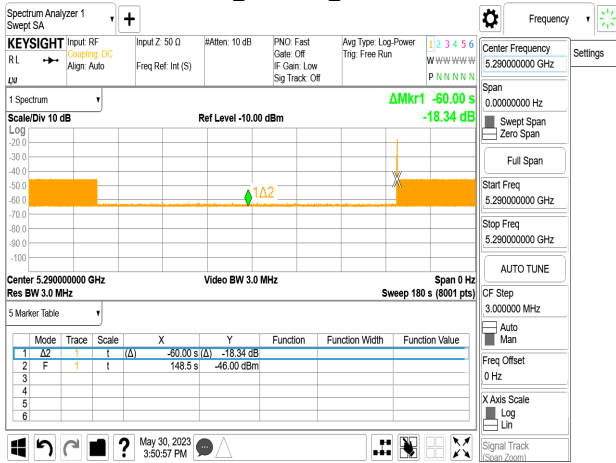 Spectrum Analyzer 1
Swept SA
+
Frequency
Settings
KEYSIGHT
RL
Input: RF
Coupling: DC
Align: Auto
Input Z: 50 Ω
Freq Ref: Int (S)
#Atten: 10 dB
PNO: Fast
Gate: Off
IF Gain: Low
Sig Track: Off
Avg Type: Log-Power
Trig: Free Run
1 2 3 4 5 6
W W W W W W
P N N N N N
1 Spectrum
Scale/Div 10 dB
Ref Level -10.00 dBm
ΔMkr1 -60.00 s
-18.34 dB
Log
-20.0
-30.0
-40.0
-50.0
-60.0
-70.0
-80.0
-90.0
-100
1Δ2
X
Center 5.290000000 GHz
Video BW 3.0 MHz
Span 0 Hz
Res BW 3.0 MHz
Sweep 180 s (8001 pts)
5 Marker Table
Mode Trace Scale X Y Function Function Width Function Value
1 Δ2 1 t (Δ) -60.00 s (Δ) -18.34 dB
2 F 1 t 148.5 s -46.00 dBm
3
4
5
6
Center Frequency
5.290000000 GHz
Span
0.00000000 Hz
Swept Span
Zero Span
Full Span
Start Freq
5.290000000 GHz
Stop Freq
5.290000000 GHz
AUTO TUNE
CF Step
3.000000 MHz
Auto
Man
Freq Offset
0 Hz
X Axis Scale
Log
Lin
Signal Track
(Span Zoom)
?
May 30, 2023
3:50:57 PM